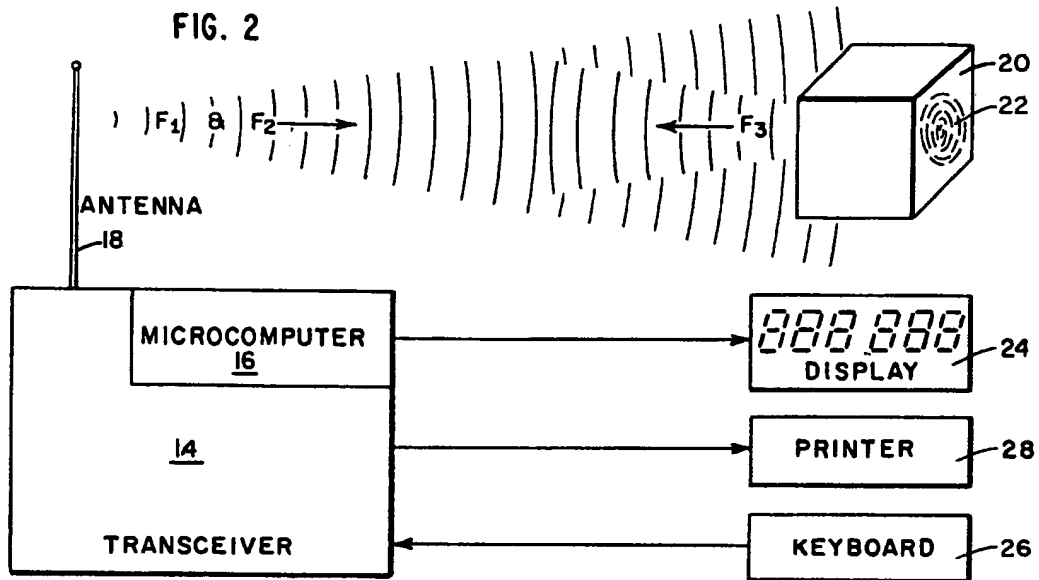 FIG. 2
F1 & F2
F3
20
22
ANTENNA
18
MICROCOMPUTER
16
888 888
DISPLAY
24
14
PRINTER
28
TRANSCEIVER
KEYBOARD
26